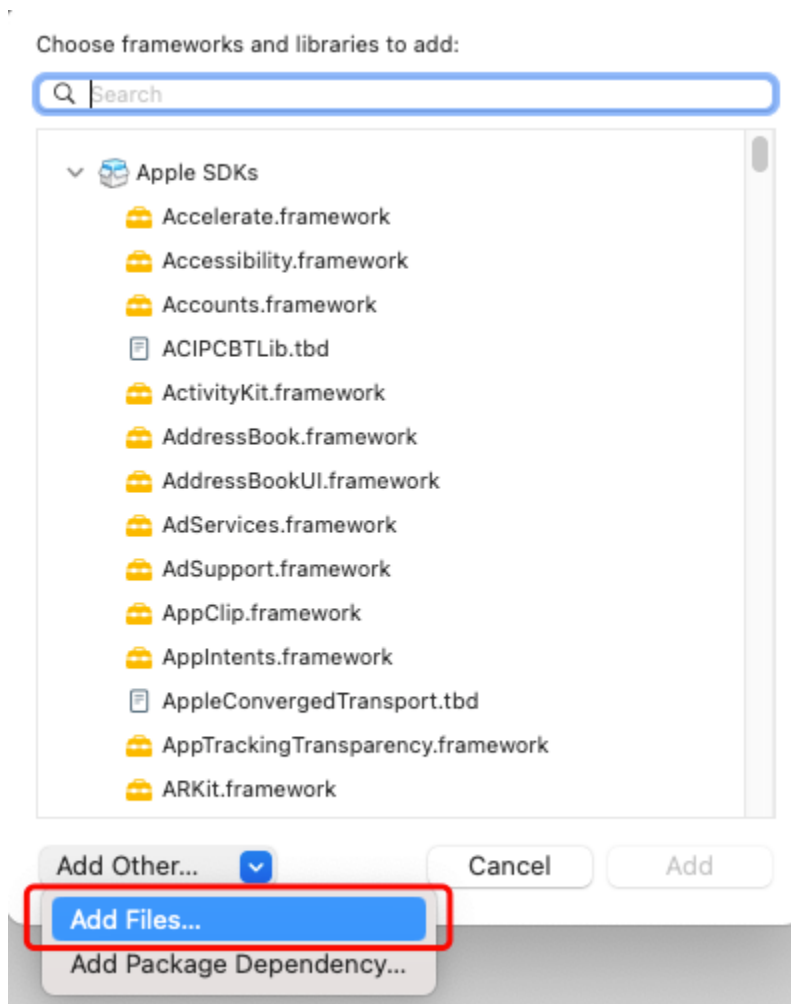 Choose frameworks and libraries to add:
Search
Apple SDKs
Accelerate.framework
Accessibility.framework
Accounts.framework
ACIPCBTLib.tbd
ActivityKit.framework
AddressBook.framework
AddressBookUI.framework
AdServices.framework
AdSupport.framework
AppClip.framework
AppIntents.framework
AppleConvergedTransport.tbd
AppTrackingTransparency.framework
ARKit.framework
Add Other... Cancel Add
Add Files...
Add Package Dependency...